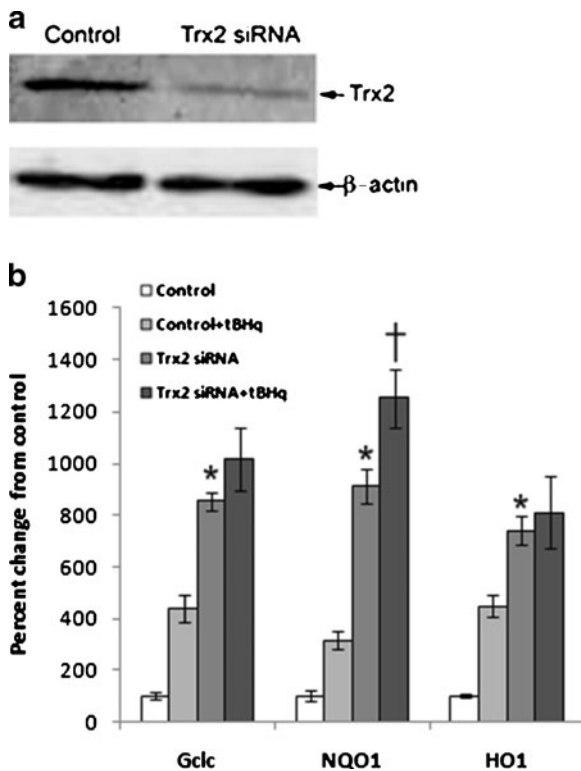 a
Control Trx2 siRNA
Trx2
β-actin
b
1600
1400
1200
1000
800
600
400
200
0
Percent change from control
Control
Control+tBHq
Trx2 siRNA
Trx2 siRNA+tBHq
*
*
†
*
Gclc NQO1 HO1